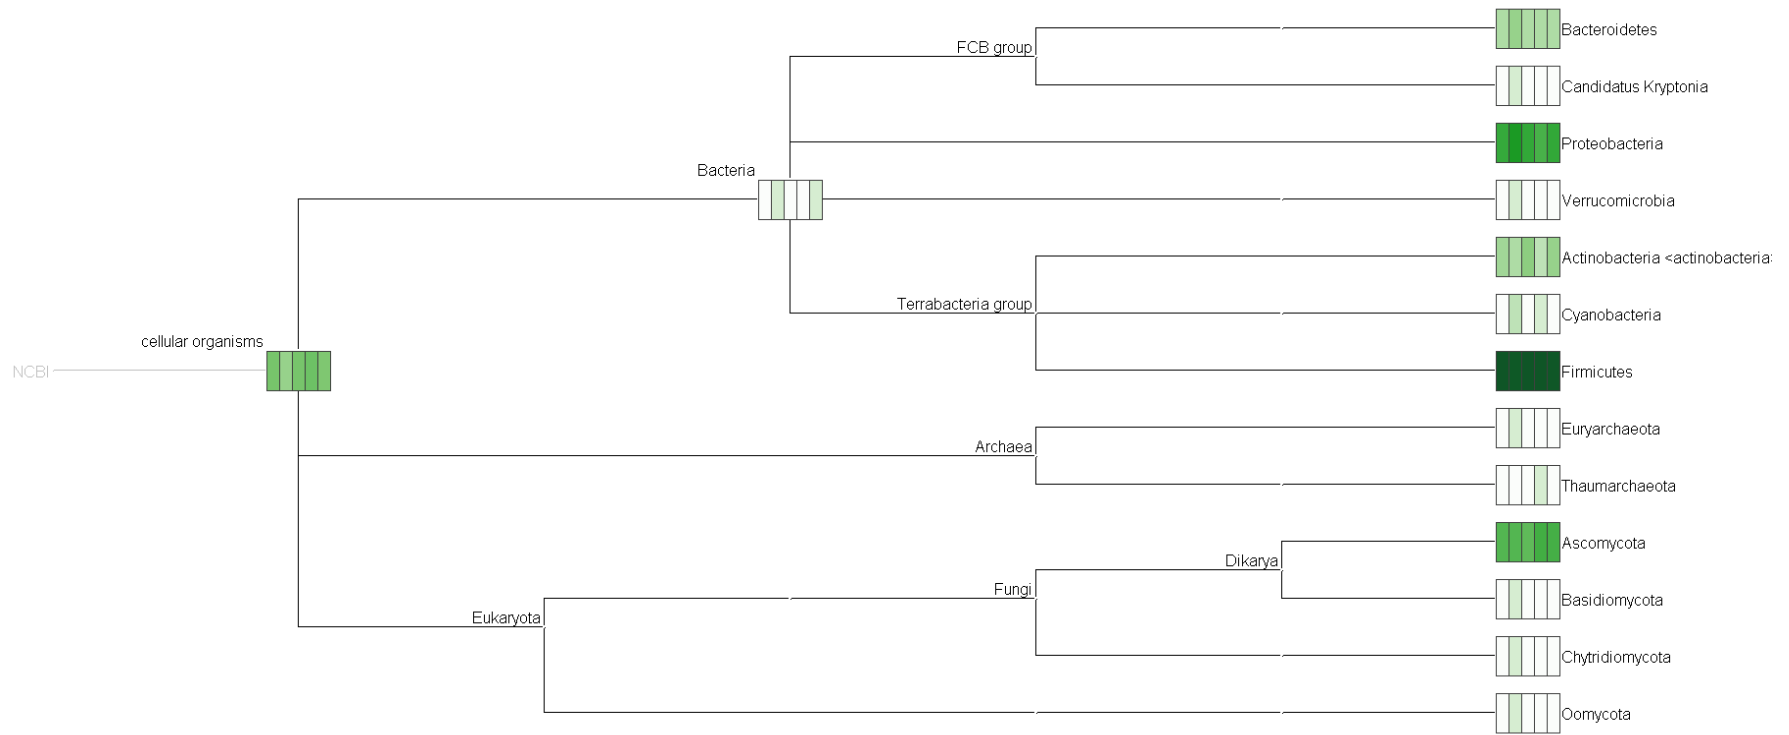 Bacteroidetes
FCB group
Candidatus Kryptonia
Proteobacteria
Bacteria
Verrucomicrobia
Actinobacteria <actinobacteria>
Terrabacteria group
Cyanobacteria
cellular organisms
NCBI
Firmicutes
Euryarchaeota
Archaea
Thaumarchaeota
Ascomycota
Dikarya
Fungi
Basidiomycota
Eukaryota
Chytridiomycota
Oomycota